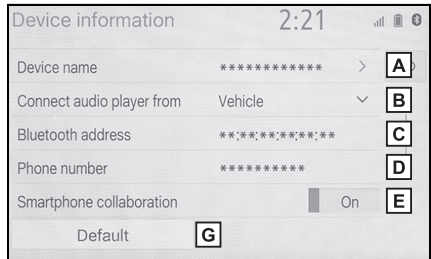 Device information 2:21
Device name ************ > A
Connect audio player from Vehicle B
Bluetooth address **:**:**:**:**:** C
Phone number ********** D
Smartphone collaboration On E
Default G